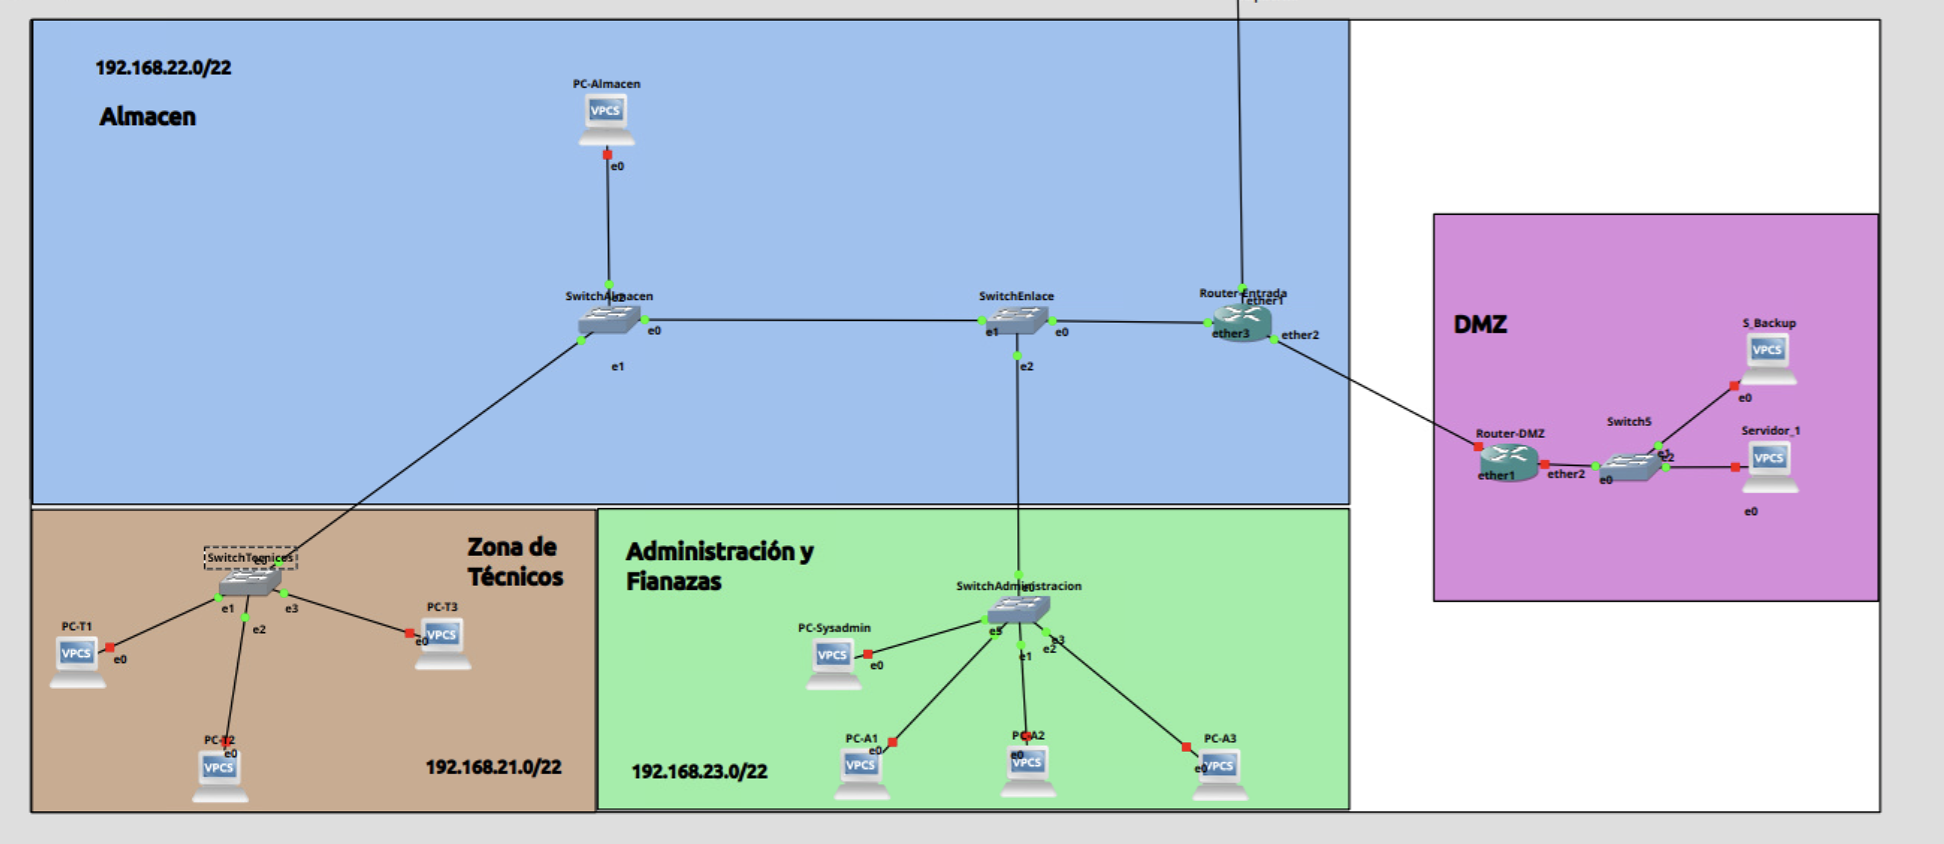 192.168.22.0/22
Almacen
PC-Almacen
VPCS
e0
SwitchAlmacen
e0
e1
SwitchEnlace
e1
e0
e2
Router-Entrada
ether1
ether3
ether2
DMZ
S_Backup
VPCS
e0
Switch5
Servidor_1
VPCS
e0
Router-DMZ
ether1
ether2
e0
e2
Zona de
Técnicos
SwitchTecnicos
e1
e2
e3
PC-T1
VPCS
e0
PC-T3
VPCS
e0
PC-T2
e0
VPCS
192.168.21.0/22
Administración y
Fianazas
SwitchAdministracion
e0
PC-Sysadmin
VPCS
e0
e1
e3
e2
PC-A1
e0
VPCS
PC-A2
e0
VPCS
PC-A3
e0
VPCS
192.168.23.0/22